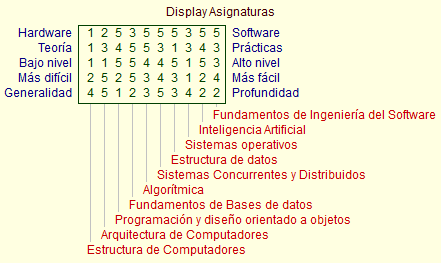 Display Asignaturas
Hardware 1 2 5 3 5 5 5 3 5 5 Software
Teoría 1 3 4 5 5 3 1 3 4 3 Prácticas
Bajo nivel 1 1 5 5 4 4 5 1 5 3 Alto nivel
Más difícil 2 5 2 5 3 4 3 1 2 4 Más fácil
Generalidad 4 5 1 2 3 5 3 4 2 2 Profundidad
Fundamentos de Ingeniería del Software
Inteligencia Artificial
Sistemas operativos
Estructura de datos
Sistemas Concurrentes y Distribuidos
Algorítmica
Fundamentos de Bases de datos
Programación y diseño orientado a objetos
Arquitectura de Computadores
Estructura de Computadores